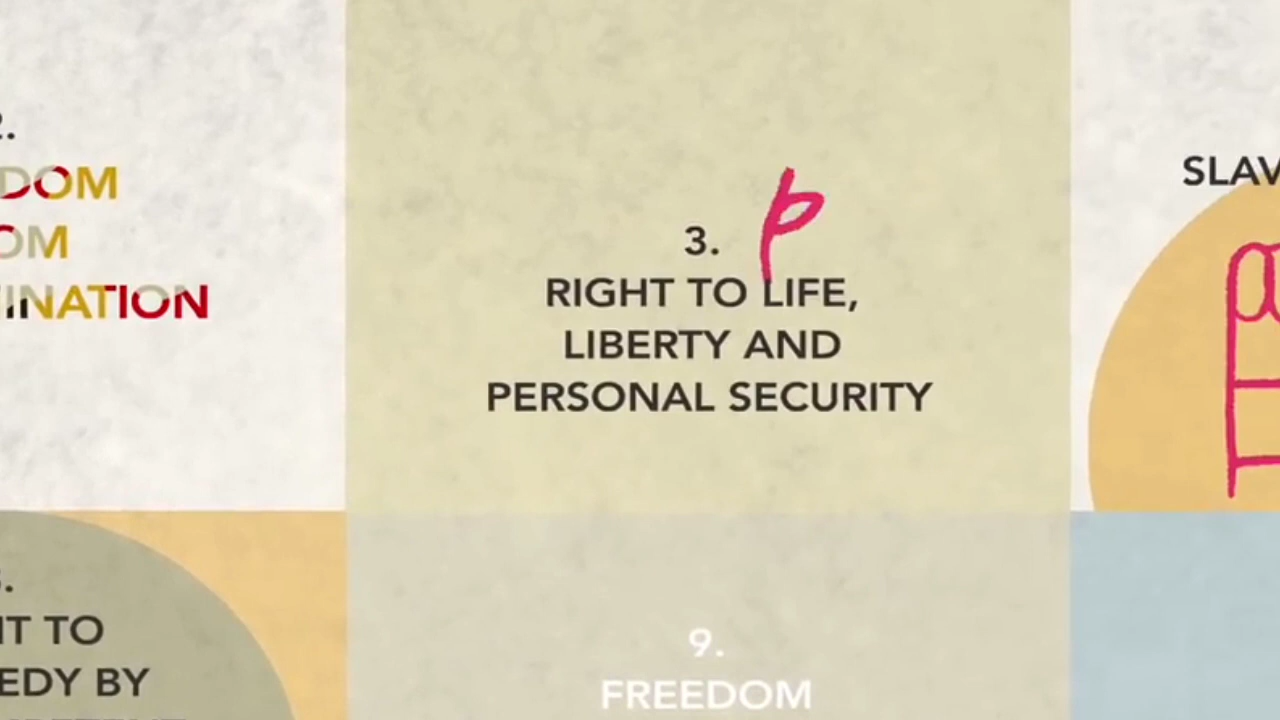 2.
DOM
OM
INATION
3.
RIGHT TO LIFE,
LIBERTY AND
PERSONAL SECURITY
SLAV
IT TO
EDY BY
9.
FREEDOM